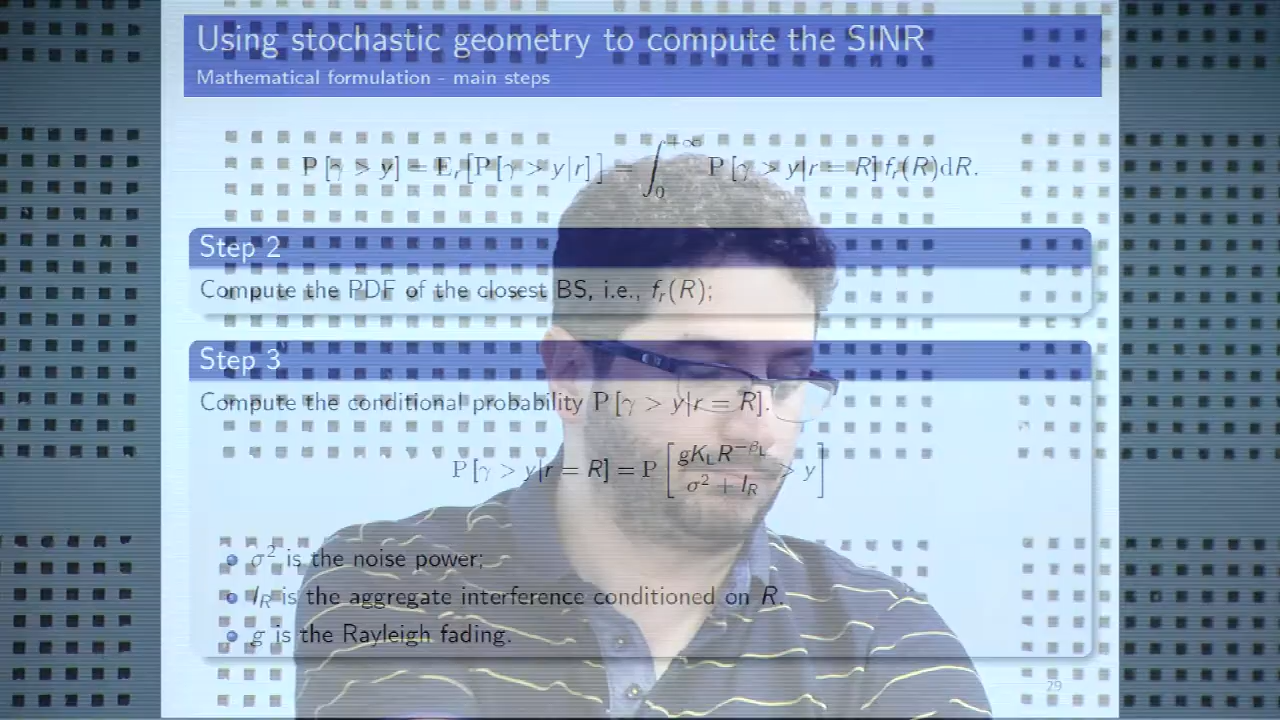 Using stochastic geometry to compute the SINR
Mathematical formulation - main steps
P [γ > y] = E_r [P [γ > y|r]] = ∫_0^{+∞} P [γ > y|r = R] f_r(R)dR.
Step 2
Compute the PDF of the closest BS, i.e., f_r(R);
Step 3
Compute the conditional probability P [γ > y|r = R].
P [γ > y|r = R] = P [ gK_L R^{-β_L} / (σ² + I_R) > y ]
σ² is the noise power;
I_R is the aggregate interference conditioned on R.
g is the Rayleigh fading.
29